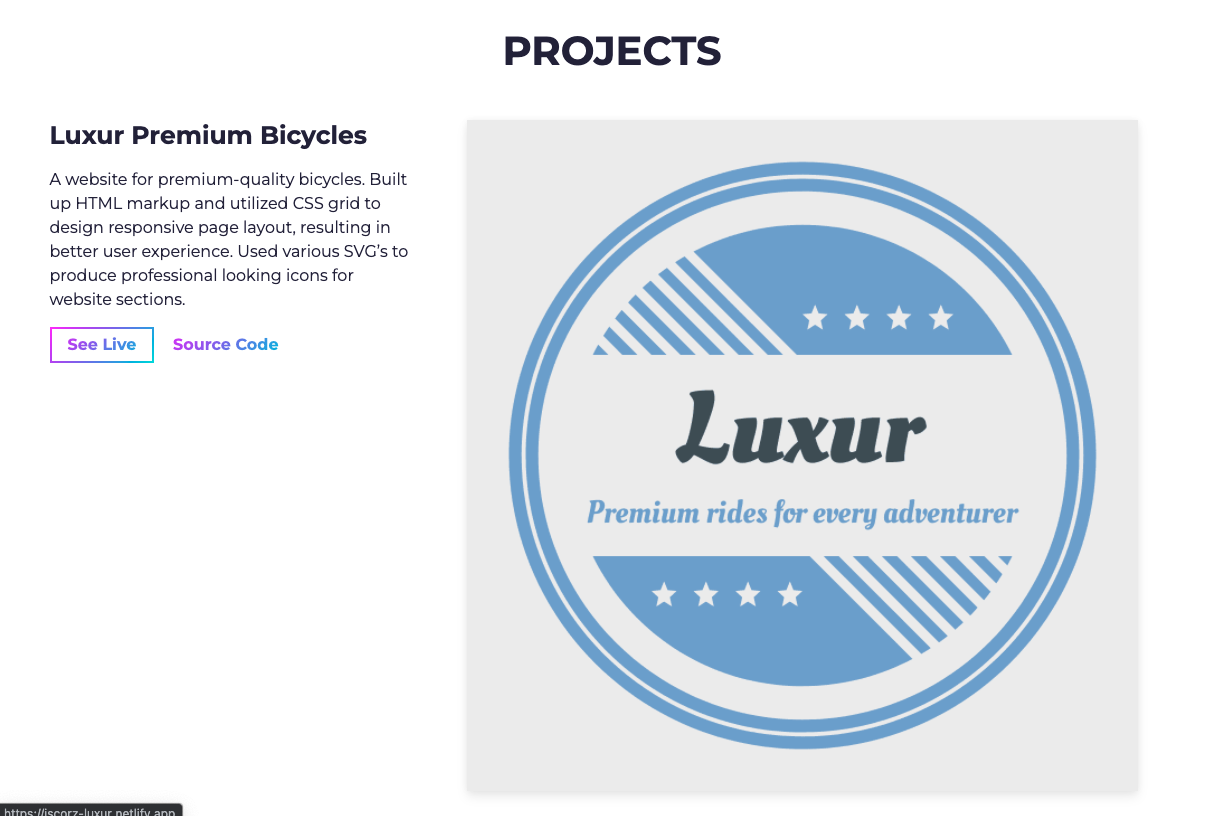 PROJECTS
Luxur Premium Bicycles
A website for premium-quality bicycles. Built
up HTML markup and utilized CSS grid to
design responsive page layout, resulting in
better user experience. Used various SVG's to
produce professional looking icons for
website sections.
See Live
Source Code
Luxur
Premium rides for every adventurer
https://iscorz-luxur.netlify.app